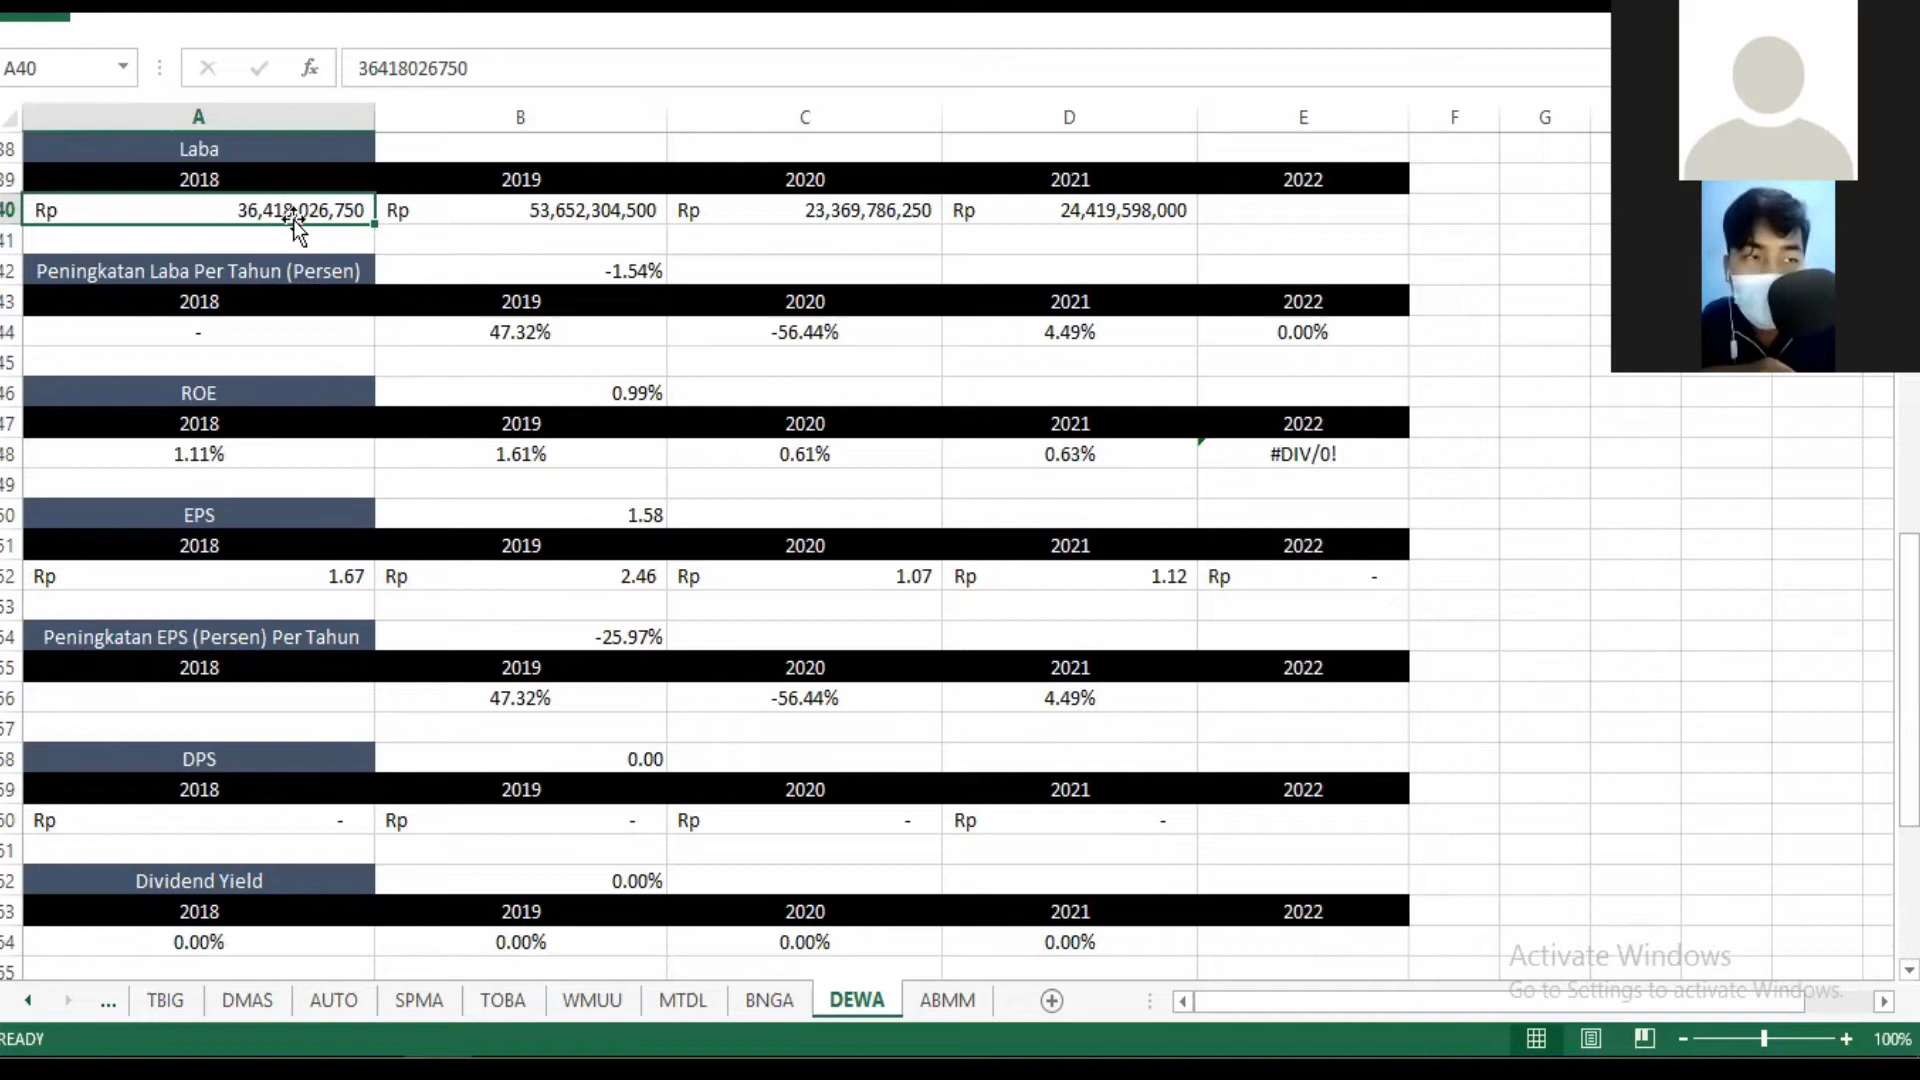 A40 fx 36418026750
A B C D E F G
38 Laba
39 2018 2019 2020 2021 2022
40 Rp 36,418,026,750 Rp 53,652,304,500 Rp 23,369,786,250 Rp 24,419,598,000
41
42 Peningkatan Laba Per Tahun (Persen) -1.54%
43 2018 2019 2020 2021 2022
44 - 47.32% -56.44% 4.49% 0.00%
45
46 ROE 0.99%
47 2018 2019 2020 2021 2022
48 1.11% 1.61% 0.61% 0.63% #DIV/0!
49
50 EPS 1.58
51 2018 2019 2020 2021 2022
52 Rp 1.67 Rp 2.46 Rp 1.07 Rp 1.12 Rp -
53
54 Peningkatan EPS (Persen) Per Tahun -25.97%
55 2018 2019 2020 2021 2022
56 47.32% -56.44% 4.49%
57
58 DPS 0.00
59 2018 2019 2020 2021 2022
60 Rp - Rp - Rp - Rp -
61
62 Dividend Yield 0.00%
63 2018 2019 2020 2021 2022
64 0.00% 0.00% 0.00% 0.00%
65
Activate Windows
Go to Settings to activate Windows.
... TBIG DMAS AUTO SPMA TOBA WMUU MTDL BNGA DEWA ABMM
READY 100%